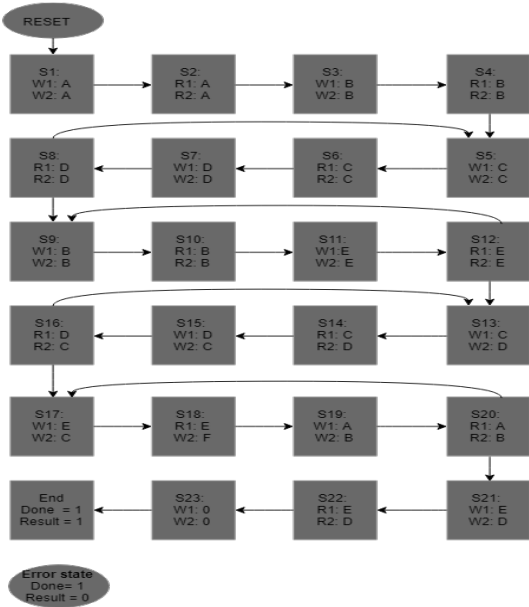 RESET
S1:
W1: A
W2: A
S2:
R1: A
R2: A
S3:
W1: B
W2: B
S4:
R1: B
R2: B
S8:
R1: D
R2: D
S7:
W1: D
W2: D
S6:
R1: C
R2: C
S5:
W1: C
W2: C
S9:
W1: B
W2: B
S10:
R1: B
R2: B
S11:
W1:E
W2: E
S12:
R1: E
R2: E
S16:
R1: D
R2: C
S15:
W1: D
W2: C
S14:
R1: C
R2: D
S13:
W1: C
W2: D
S17:
W1: E
W2: C
S18:
R1: E
W2: F
S19:
W1: A
W2: B
S20:
R1: A
R2: B
End
Done = 1
Result = 1
S23:
W1: 0
W2: 0
S22:
R1: E
R2: D
S21:
W1: E
W2: D
Error state
Done= 1
Result = 0